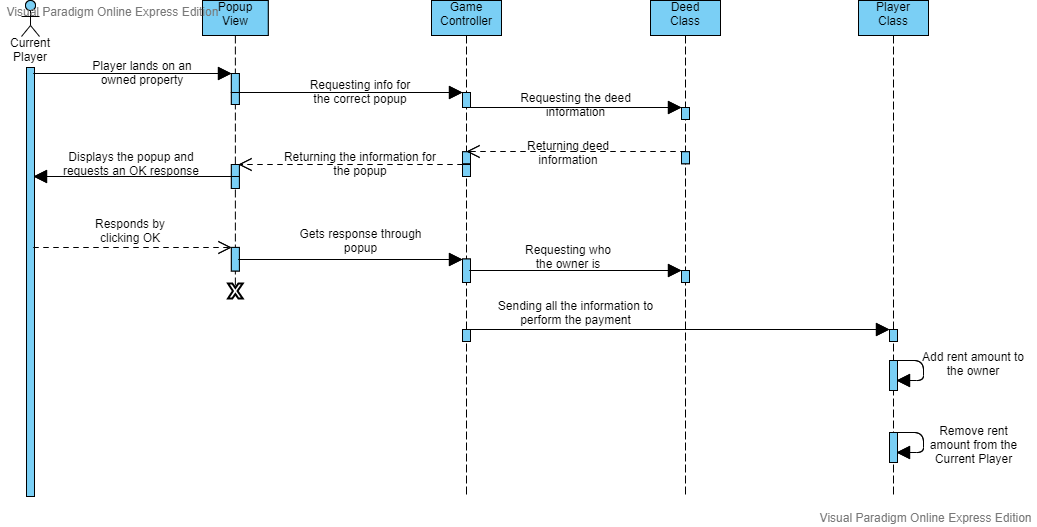 Visual Paradigm Online Express Edition
Current
Player
Popup
View
Game
Controller
Deed
Class
Player
Class
Player lands on an
owned property
Requesting info for
the correct popup
Requesting the deed
information
Returning deed
information
Returning the information for
the popup
Displays the popup and
requests an OK response
Responds by
clicking OK
Gets response through
popup
Requesting who
the owner is
Sending all the information to
perform the payment
Add rent amount to
the owner
Remove rent
amount from the
Current Player
Visual Paradigm Online Express Edition